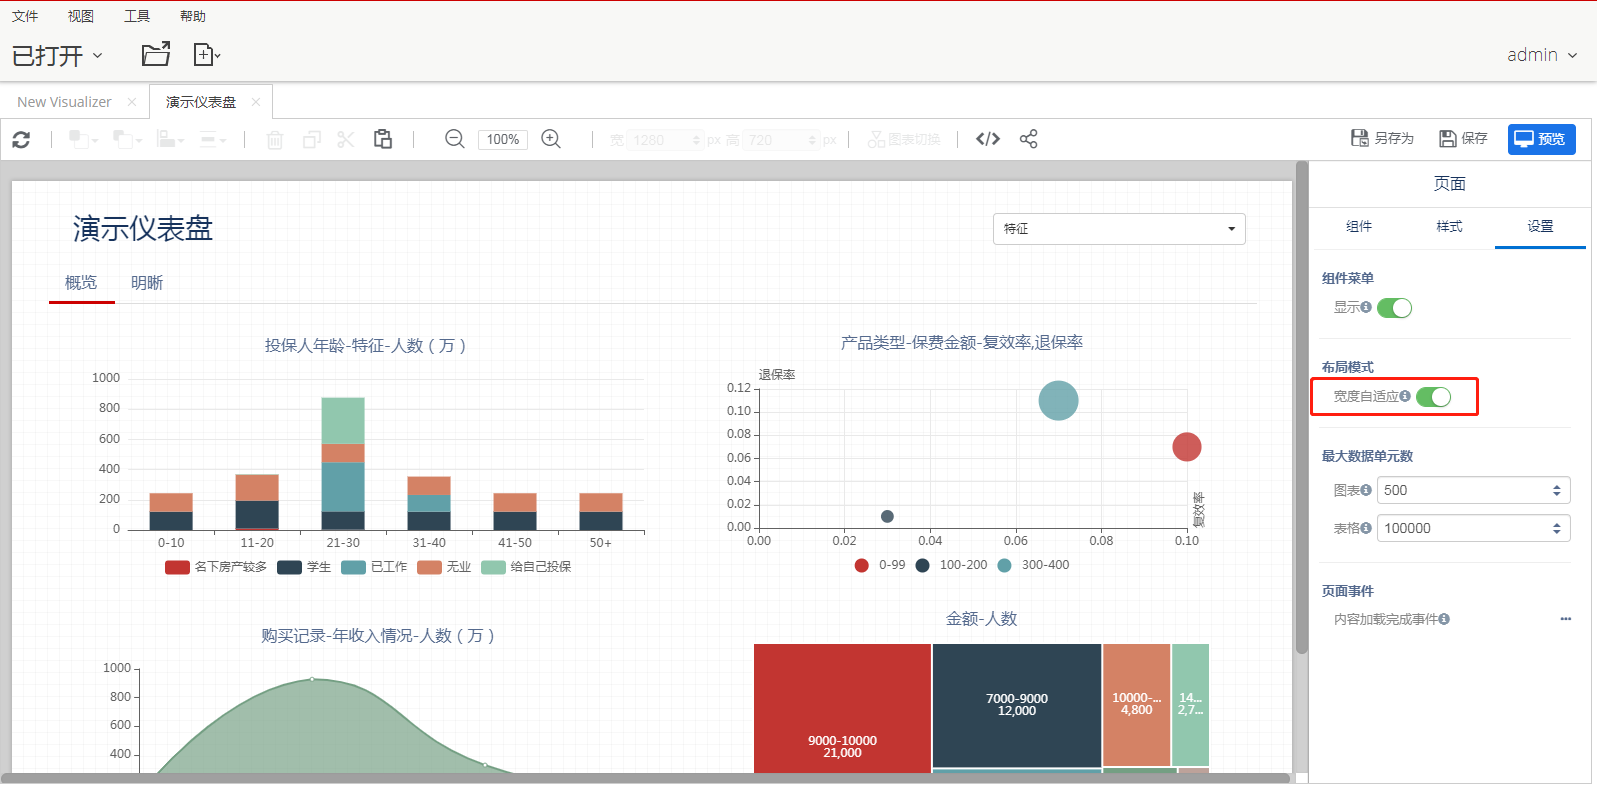 文件 视图 工具 帮助
已打开
admin
New Visualizer
演示仪表盘
100%
宽 1280 px 高 720 px
图表切换
另存为 保存 预览
演示仪表盘
特征
概览 明晰
投保人年龄-特征-人数（万）
1000
800
600
400
200
0
0-10 11-20 21-30 31-40 41-50 50+
名下房产较多 学生 已工作 无业 给自己投保
产品类型-保费金额-复效率,退保率
退保率
0.12
0.10
0.08
0.06
0.04
0.02
0.00
0.00 0.02 0.04 0.06 0.08 0.10
复效率
0-99 100-200 300-400
购买记录-年收入情况-人数（万）
1000
800
600
400
金额-人数
9000-10000
21,000
7000-9000
12,000
10000-...
4,800
14...
2,7...
页面
组件 样式 设置
组件菜单
显示
布局模式
宽度自适应
最大数据单元数
图表 500
表格 100000
页面事件
内容加载完成事件